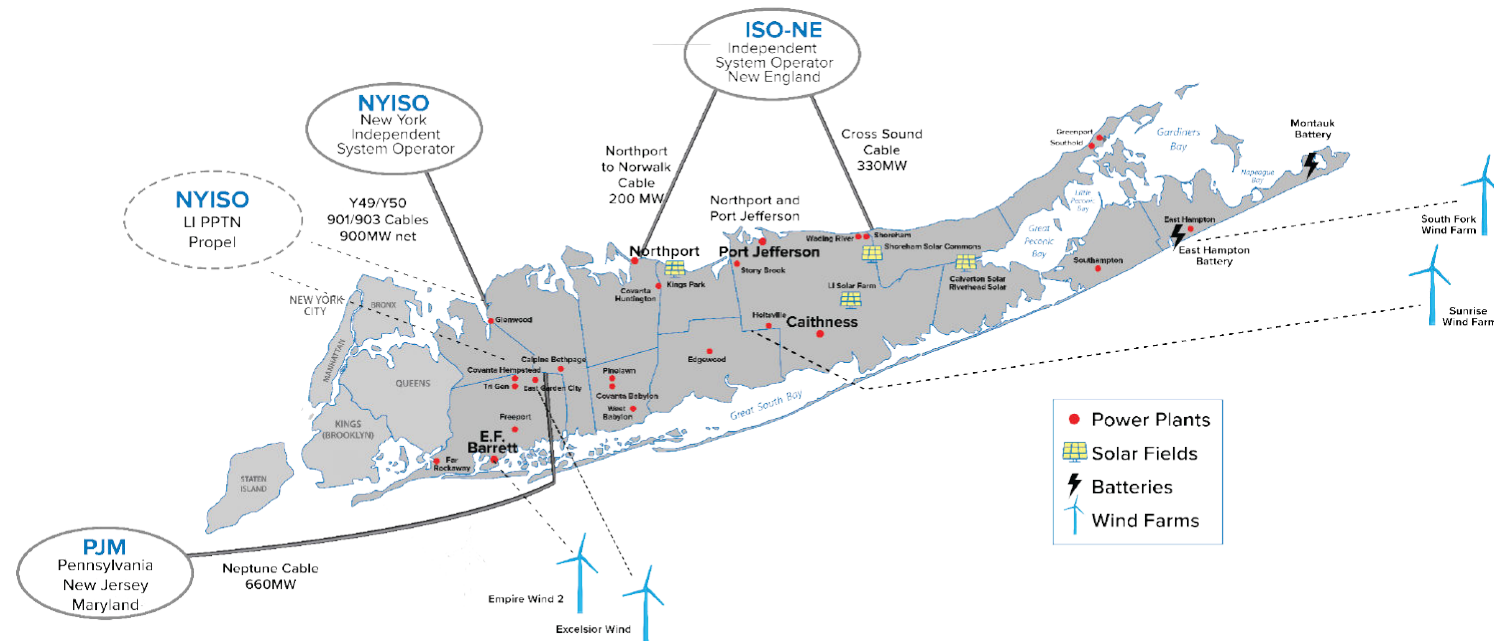 ISO-NE
Independent
System Operator
New England
NYISO
New York
Independent
System Operator
NYISO
LI PPTN
Propel
Y49/Y50
901/903 Cables
900MW net
Northport
to Norwalk
Cable
200 MW
Cross Sound
Cable
330MW
Northport and
Port Jefferson
Greenport
Southold
Gardiners
Bay
Montauk
Battery
Napeague
Bay
Little
Peconic
Bay
Great
Peconic
Bay
East Hampton
East Hampton
Battery
Southampton
South Fork
Wind Farm
Sunrise
Wind Farm
Wading River
Shoreham
Shoreham Solar Commons
Calverton Solar
Riverhead Solar
LI Solar Farm
Northport
Port Jefferson
Stony Brook
Kings Park
Covanta
Huntington
Holtsville
Caithness
Edgewood
NEW YORK
CITY
BRONX
MANHATTAN
QUEENS
KINGS
(BROOKLYN)
STATEN
ISLAND
Glenwood
Calpine Bethpage
Covanta Hempstead
Tri Gen
East Garden City
Pinelawn
Covanta Babylon
West
Babylon
Freeport
E.F.
Barrett
Far
Rockaway
Great South Bay
PJM
Pennsylvania
New Jersey
Maryland
Neptune Cable
660MW
Empire Wind 2
Excelsior Wind
Power Plants
Solar Fields
Batteries
Wind Farms